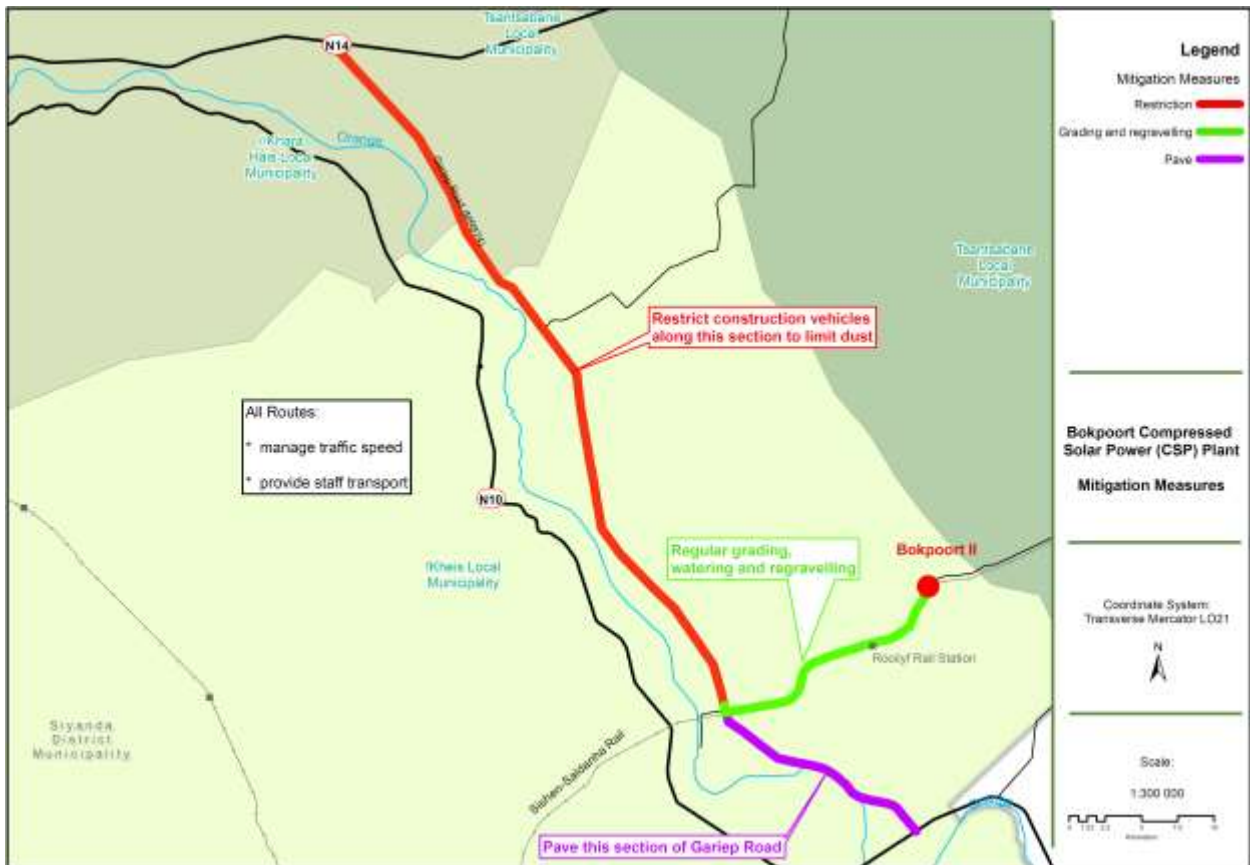 Tsantsabane
Local
Municipality
N14
Orange
//Khara
Hais Local
Municipality
Tsantsabane
Local
Municipality
Restrict construction vehicles
along this section to limit dust
All Routes:
* manage traffic speed
* provide staff transport
N10
!Kheis Local
Municipality
Regular grading,
watering and regravelling
Bokpoort II
Rooilyf Rail Station
Siyanda
District
Municipality
Sishen-Saldanha Rail
Pave this section of Gariep Road
Legend
Mitigation Measures
Restriction
Grading and regravelling
Pave
Bokpoort Compressed
Solar Power (CSP) Plant
Mitigation Measures
Coordinate System:
Transverse Mercator LO21
N
Scale:
1:300 000